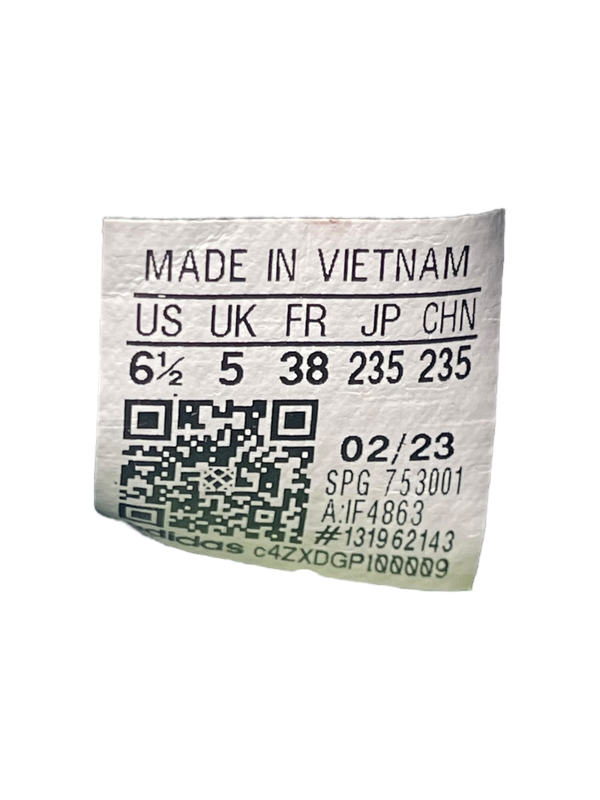 MADE IN VIETNAM
US UK FR JP CHN
6½ 5 38 235 235
02/23
SPG 753001
A:IF4863
#131962143
adidas c4ZXDGP100009